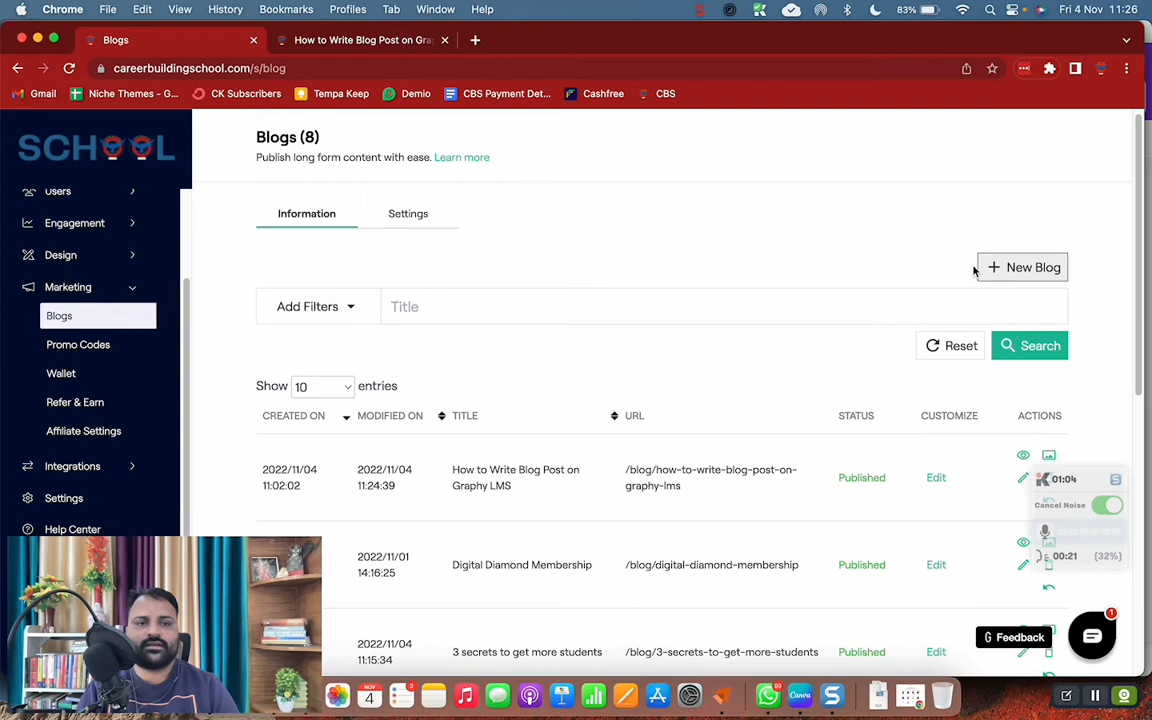 Chrome File Edit View History Bookmarks Profiles Tab Window Help 83% Fri 4 Nov 11:26
Blogs
How to Write Blog Post on Gra
careerbuildingschool.com/s/blog
Gmail Niche Themes - G... CK Subscribers Tempa Keep Demio CBS Payment Det... Cashfree CBS
SCHOOL
Users
Engagement
Design
Marketing
Blogs
Promo Codes
Wallet
Refer & Earn
Affiliate Settings
Integrations
Settings
Help Center
Blogs (8)
Publish long form content with ease. Learn more
Information Settings
+ New Blog
Add Filters Title
Reset Search
Show 10 entries
CREATED ON MODIFIED ON TITLE URL STATUS CUSTOMIZE ACTIONS
2022/11/04 11:02:02
2022/11/04 11:24:39
How to Write Blog Post on Graphy LMS
/blog/how-to-write-blog-post-on-graphy-lms
Published Edit
2022/11/01 14:16:25
Digital Diamond Membership
/blog/digital-diamond-membership
Published Edit
2022/11/04 11:15:34
3 secrets to get more students
/blog/3-secrets-to-get-more-students
Published Edit
01:04
Cancel Noise
00:21 (32%)
Feedback
1
NOV 4
3
99
Canva